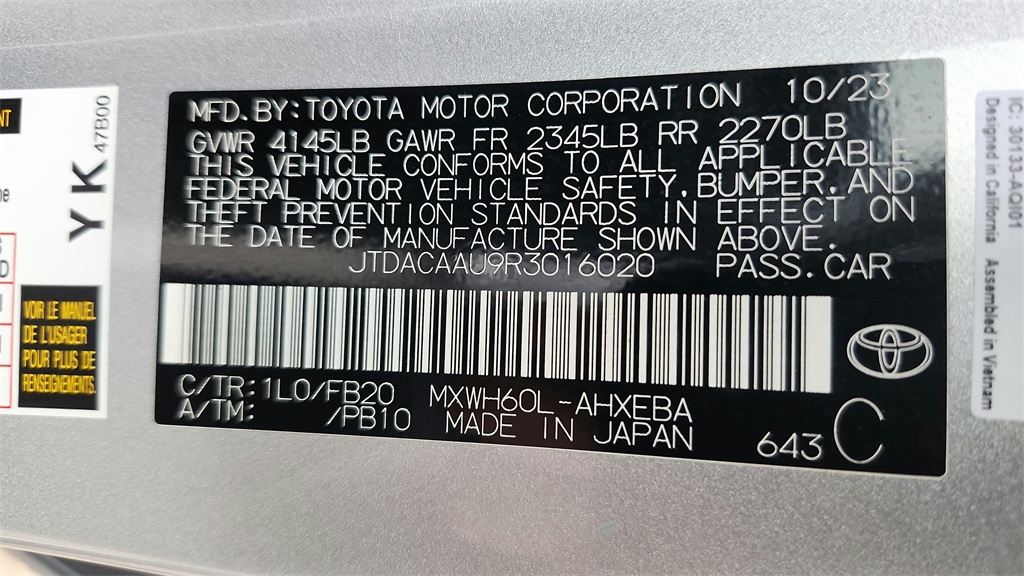 MFD. BY: TOYOTA MOTOR CORPORATION 10/23
GVWR 4145LB GAWR FR 2345LB RR 2270LB
THIS VEHICLE CONFORMS TO ALL APPLICABLE
FEDERAL MOTOR VEHICLE SAFETY, BUMPER, AND
THEFT PREVENTION STANDARDS IN EFFECT ON
THE DATE OF MANUFACTURE SHOWN ABOVE.
JTDACAAU9R3016020 PASS.CAR
C/TR: 1L0/FB20 MXWH60L-AHXEBA
A/TM: /PB10 MADE IN JAPAN 643 C
NT
YK 47B00
VOIR LE MANUEL
DE L'USAGER
POUR PLUS DE
RENSEIGNEMENTS.
IC: 30133-AQI01
Designed in California Assembled in Vietnam